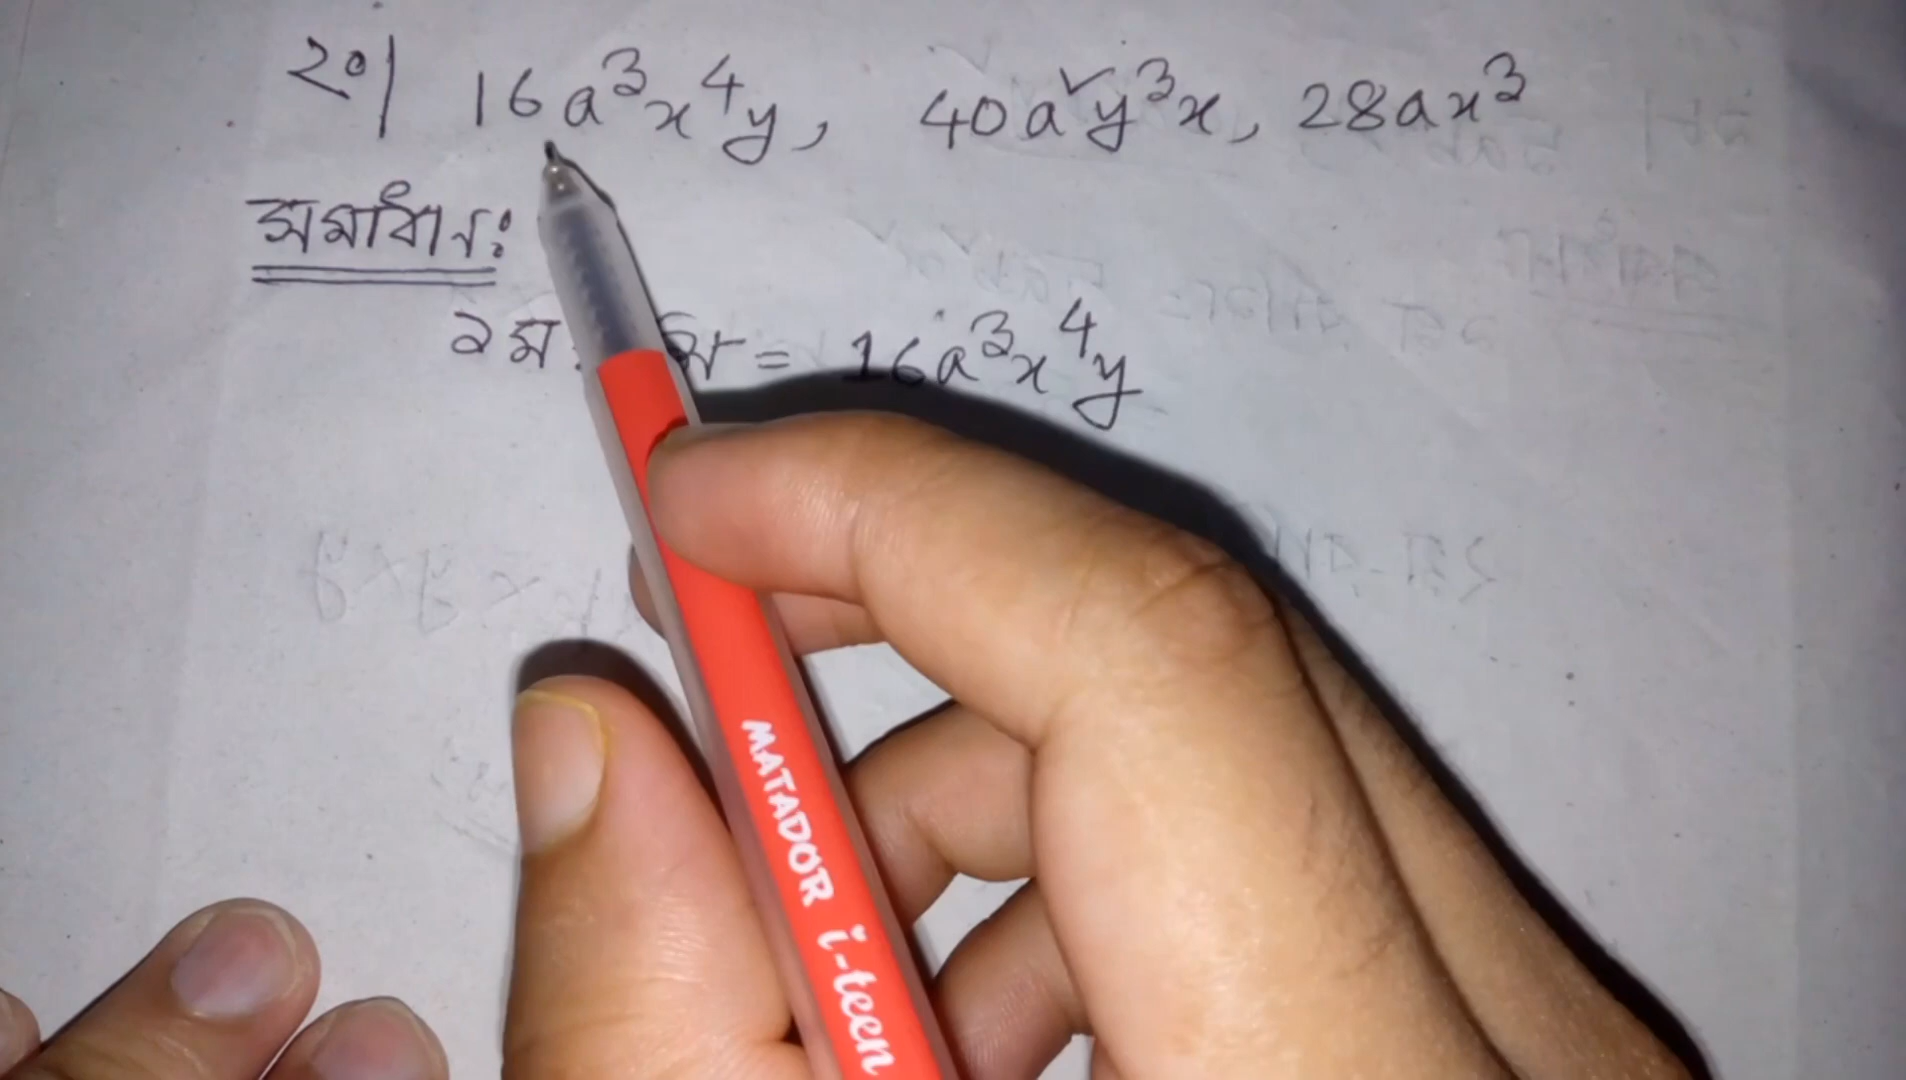 ২০| 16a³x⁴y, 40a²y³x, 28ax³
সমাধান:
১ম = 16a³x⁴y
MATADOR i-teen